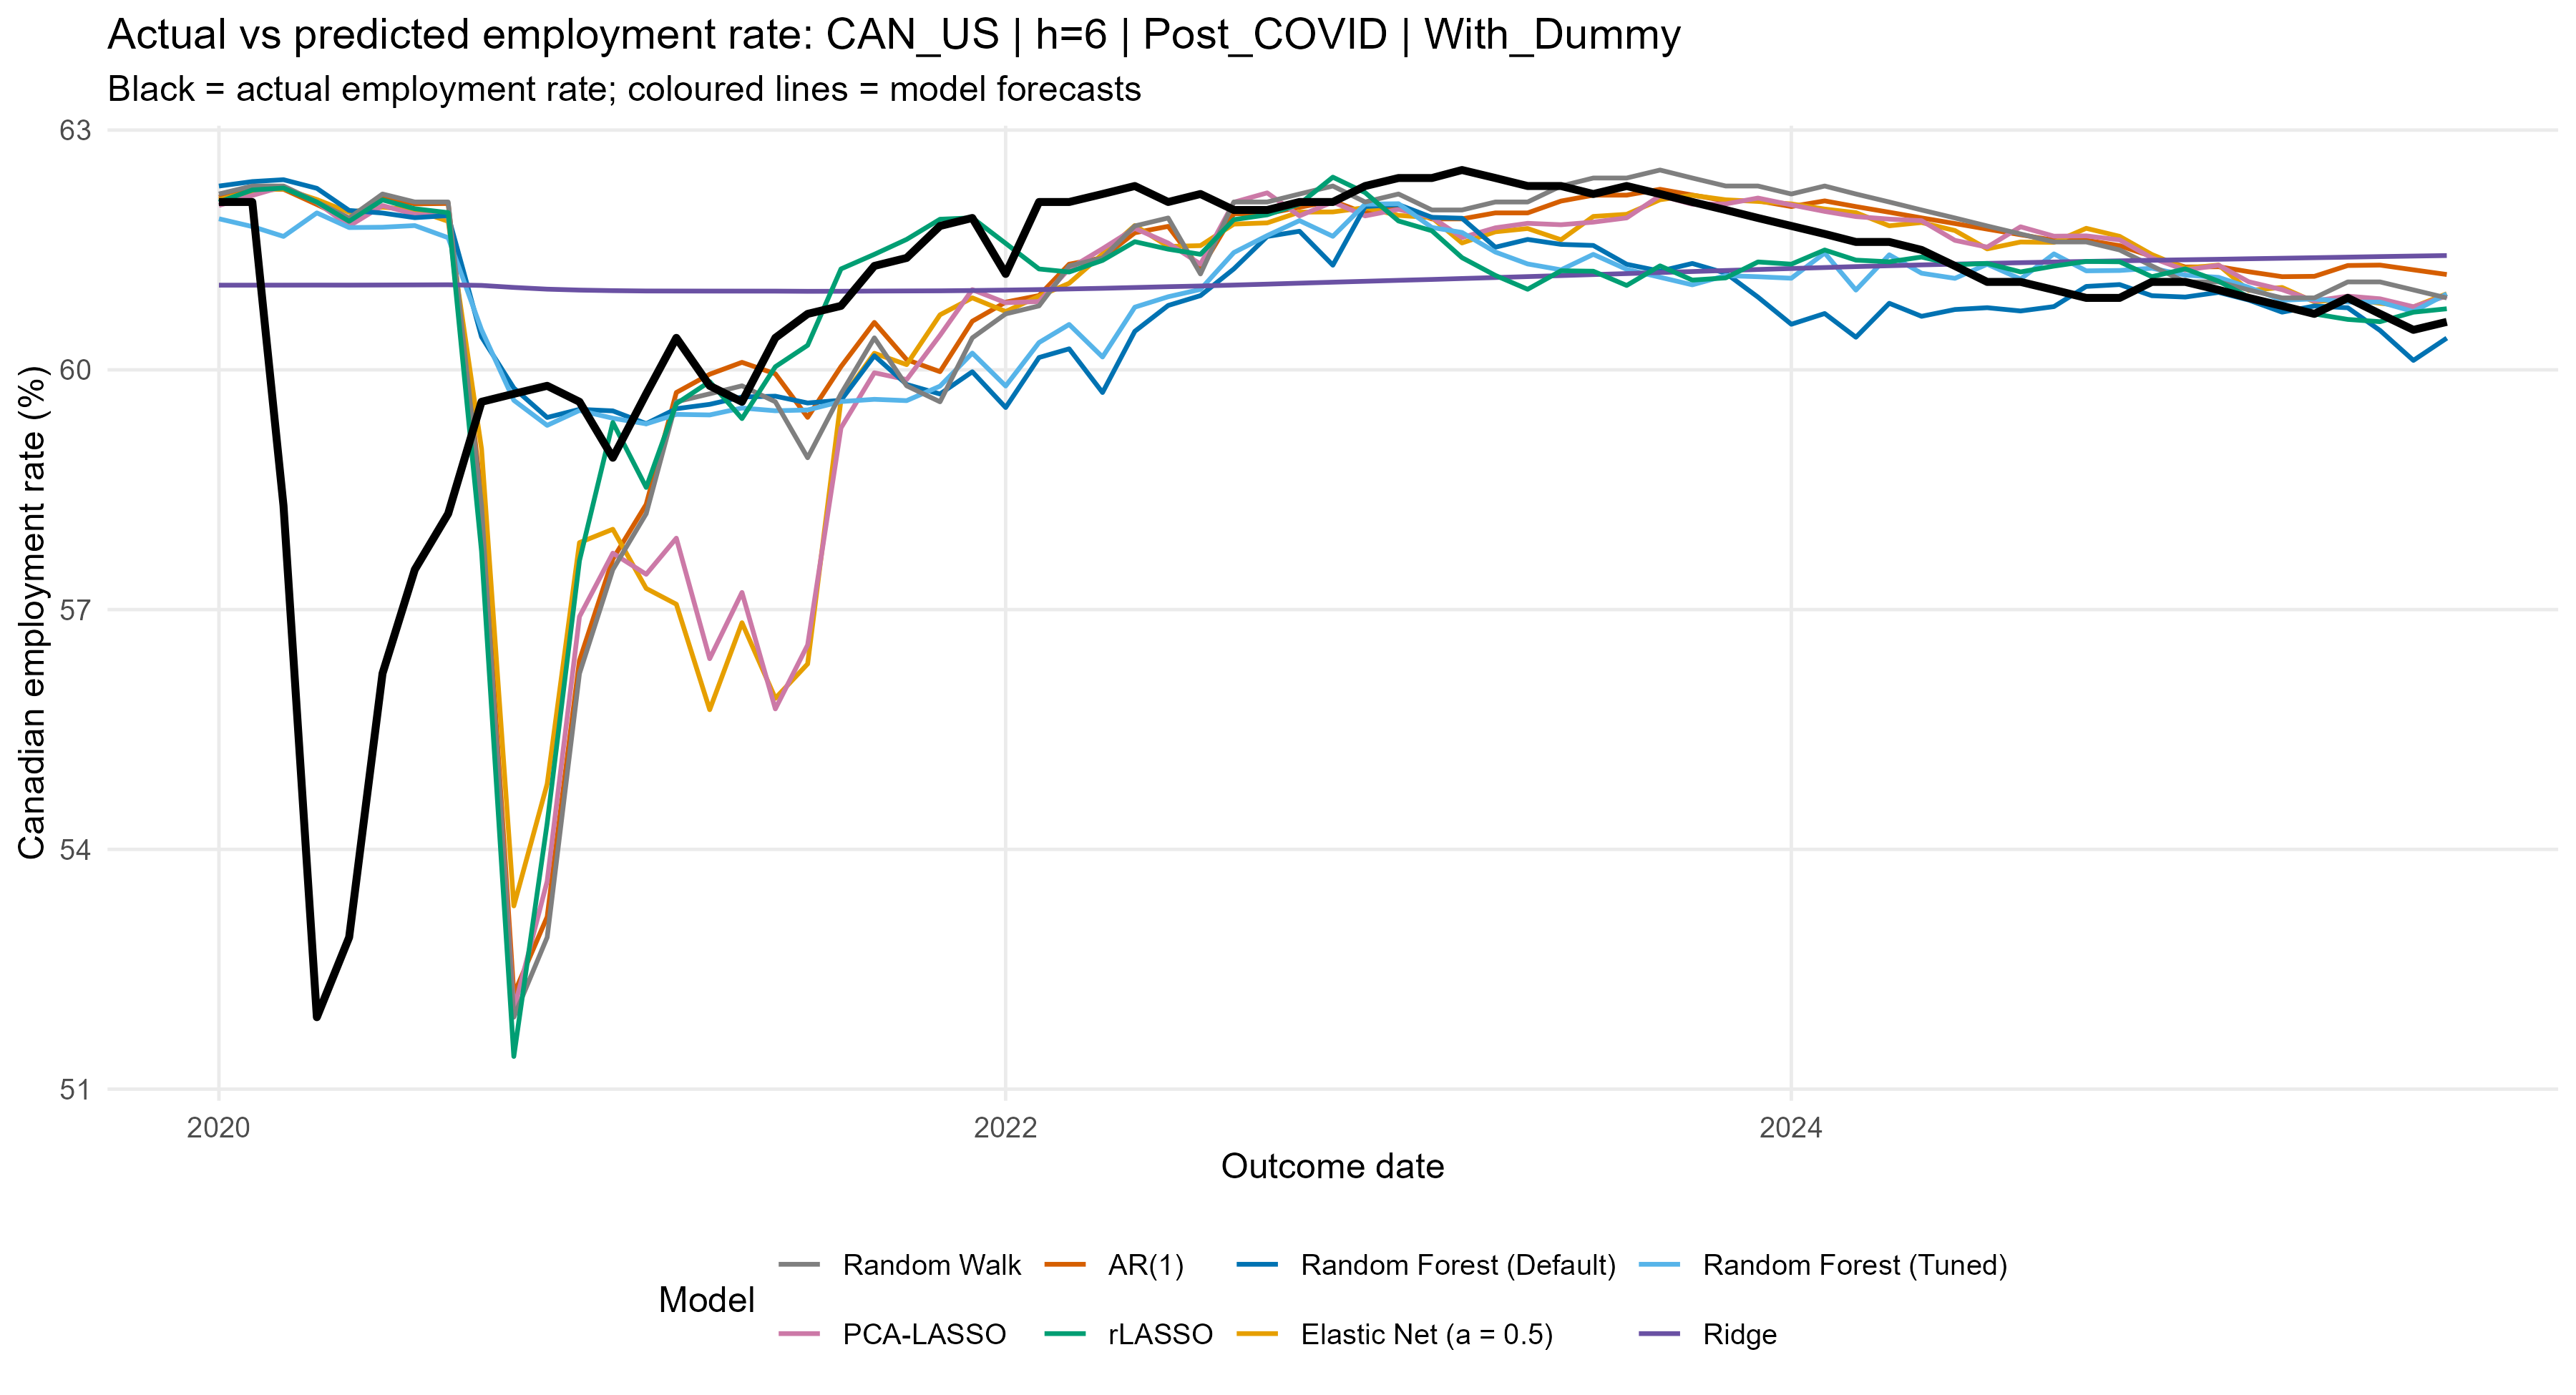 Actual vs predicted employment rate: CAN_US | h=6 | Post_COVID | With_Dummy
Black = actual employment rate; coloured lines = model forecasts
Canadian employment rate (%)
63
60
57
54
51
2020
2022
2024
Outcome date
Model
Random Walk
AR(1)
Random Forest (Default)
Random Forest (Tuned)
PCA-LASSO
rLASSO
Elastic Net (a = 0.5)
Ridge